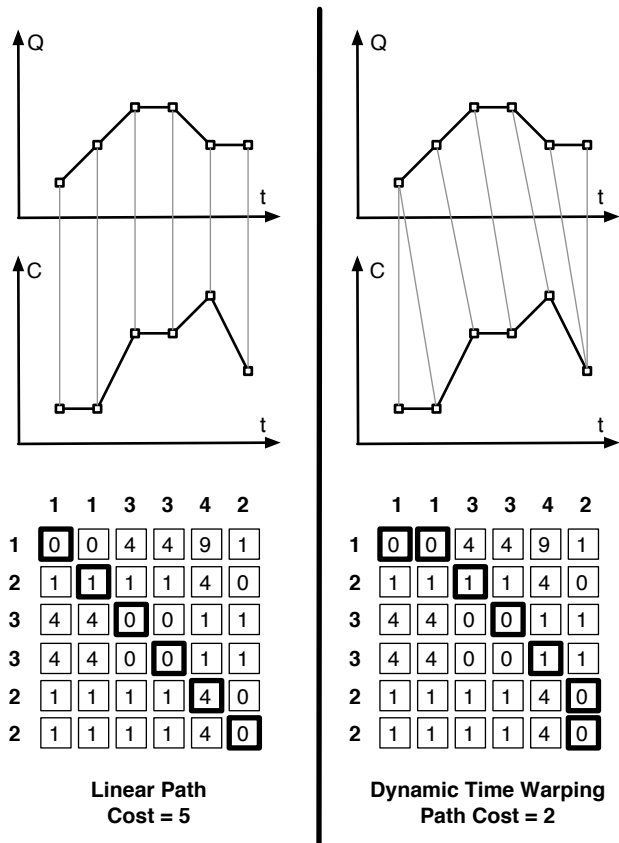 Q
t
C
t
1 1 3 3 4 2
1 0 0 4 4 9 1
2 1 1 1 1 4 0
3 4 4 0 0 1 1
3 4 4 0 0 1 1
2 1 1 1 1 4 0
2 1 1 1 1 4 0
Linear Path
Cost = 5
Q
t
C
t
1 1 3 3 4 2
1 0 0 4 4 9 1
2 1 1 1 1 4 0
3 4 4 0 0 1 1
3 4 4 0 0 1 1
2 1 1 1 1 4 0
2 1 1 1 1 4 0
Dynamic Time Warping
Path Cost = 2